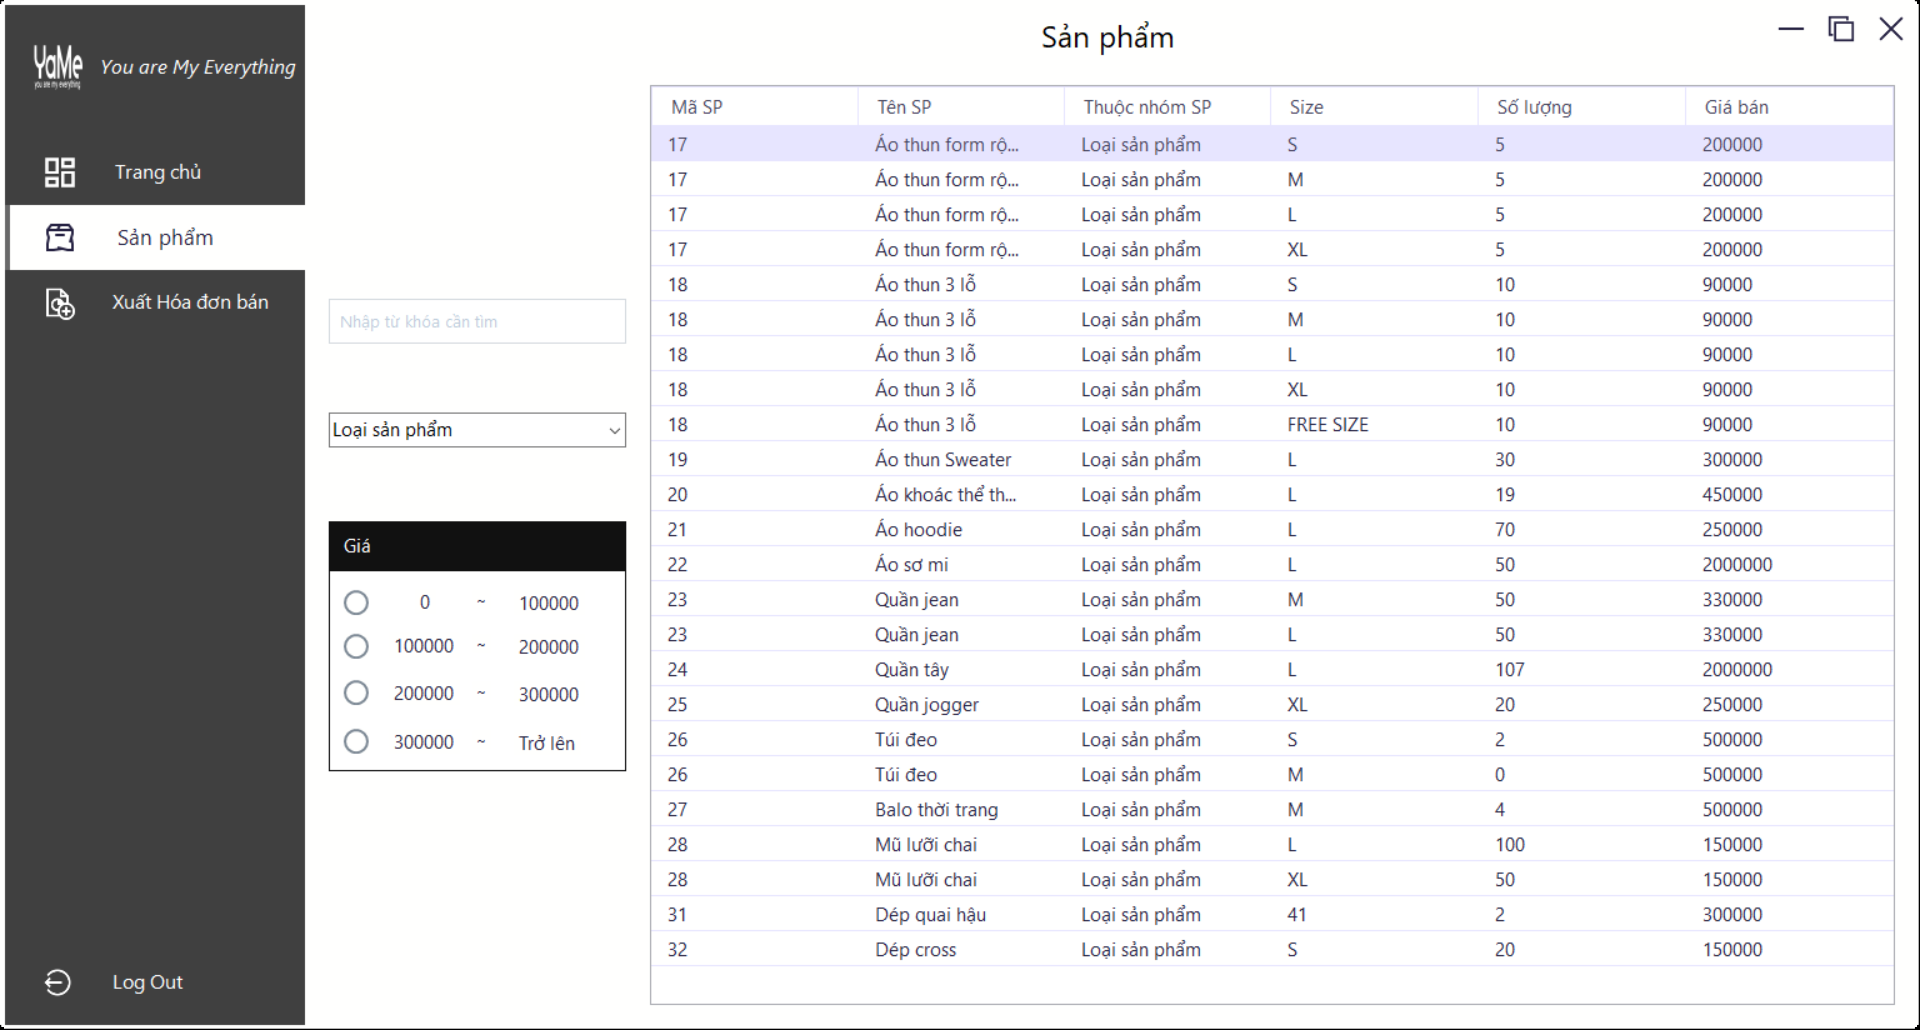 Sản phẩm
YaMe
you are my everything
You are My Everything
Trang chủ
Sản phẩm
Xuất Hóa đơn bán
Log Out
Nhập từ khóa cần tìm
Loại sản phẩm
Giá
0 ~ 100000
100000 ~ 200000
200000 ~ 300000
300000 ~ Trở lên
Mã SP Tên SP Thuộc nhóm SP Size Số lượng Giá bán
17 Áo thun form rộ... Loại sản phẩm S 5 200000
17 Áo thun form rộ... Loại sản phẩm M 5 200000
17 Áo thun form rộ... Loại sản phẩm L 5 200000
17 Áo thun form rộ... Loại sản phẩm XL 5 200000
18 Áo thun 3 lỗ Loại sản phẩm S 10 90000
18 Áo thun 3 lỗ Loại sản phẩm M 10 90000
18 Áo thun 3 lỗ Loại sản phẩm L 10 90000
18 Áo thun 3 lỗ Loại sản phẩm XL 10 90000
18 Áo thun 3 lỗ Loại sản phẩm FREE SIZE 10 90000
19 Áo thun Sweater Loại sản phẩm L 30 300000
20 Áo khoác thể th... Loại sản phẩm L 19 450000
21 Áo hoodie Loại sản phẩm L 70 250000
22 Áo sơ mi Loại sản phẩm L 50 2000000
23 Quần jean Loại sản phẩm M 50 330000
23 Quần jean Loại sản phẩm L 50 330000
24 Quần tây Loại sản phẩm L 107 2000000
25 Quần jogger Loại sản phẩm XL 20 250000
26 Túi đeo Loại sản phẩm S 2 500000
26 Túi đeo Loại sản phẩm M 0 500000
27 Balo thời trang Loại sản phẩm M 4 500000
28 Mũ lưỡi chai Loại sản phẩm L 100 150000
28 Mũ lưỡi chai Loại sản phẩm XL 50 150000
31 Dép quai hậu Loại sản phẩm 41 2 300000
32 Dép cross Loại sản phẩm S 20 150000